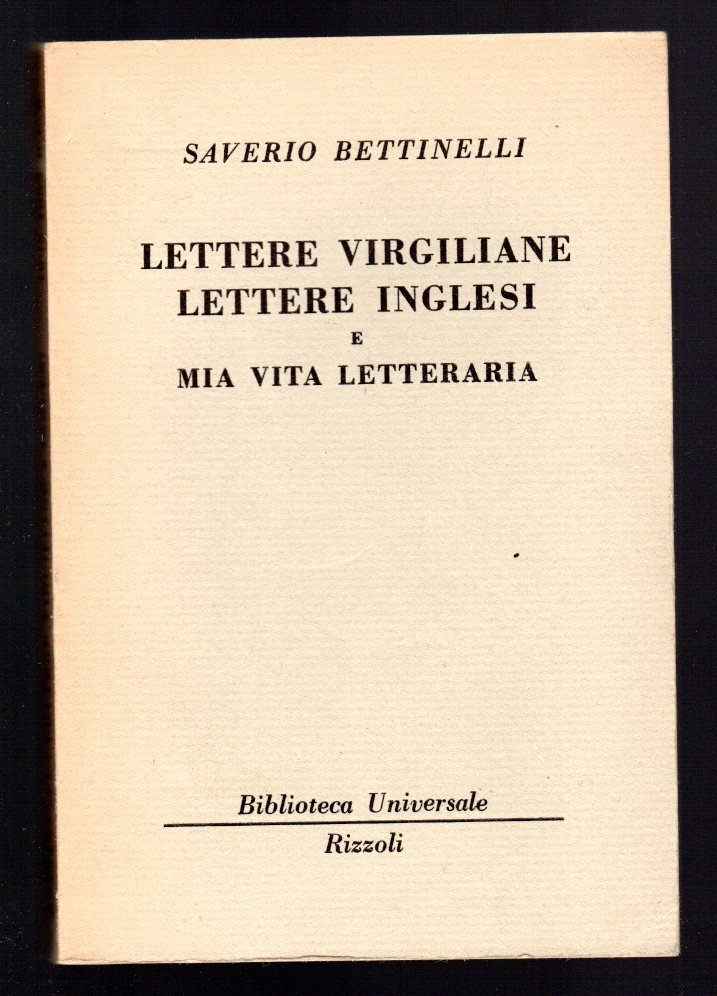 SAVERIO BETTINELLI
LETTERE VIRGILIANE
LETTERE INGLESI
E
MIA VITA LETTERARIA
Biblioteca Universale
Rizzoli